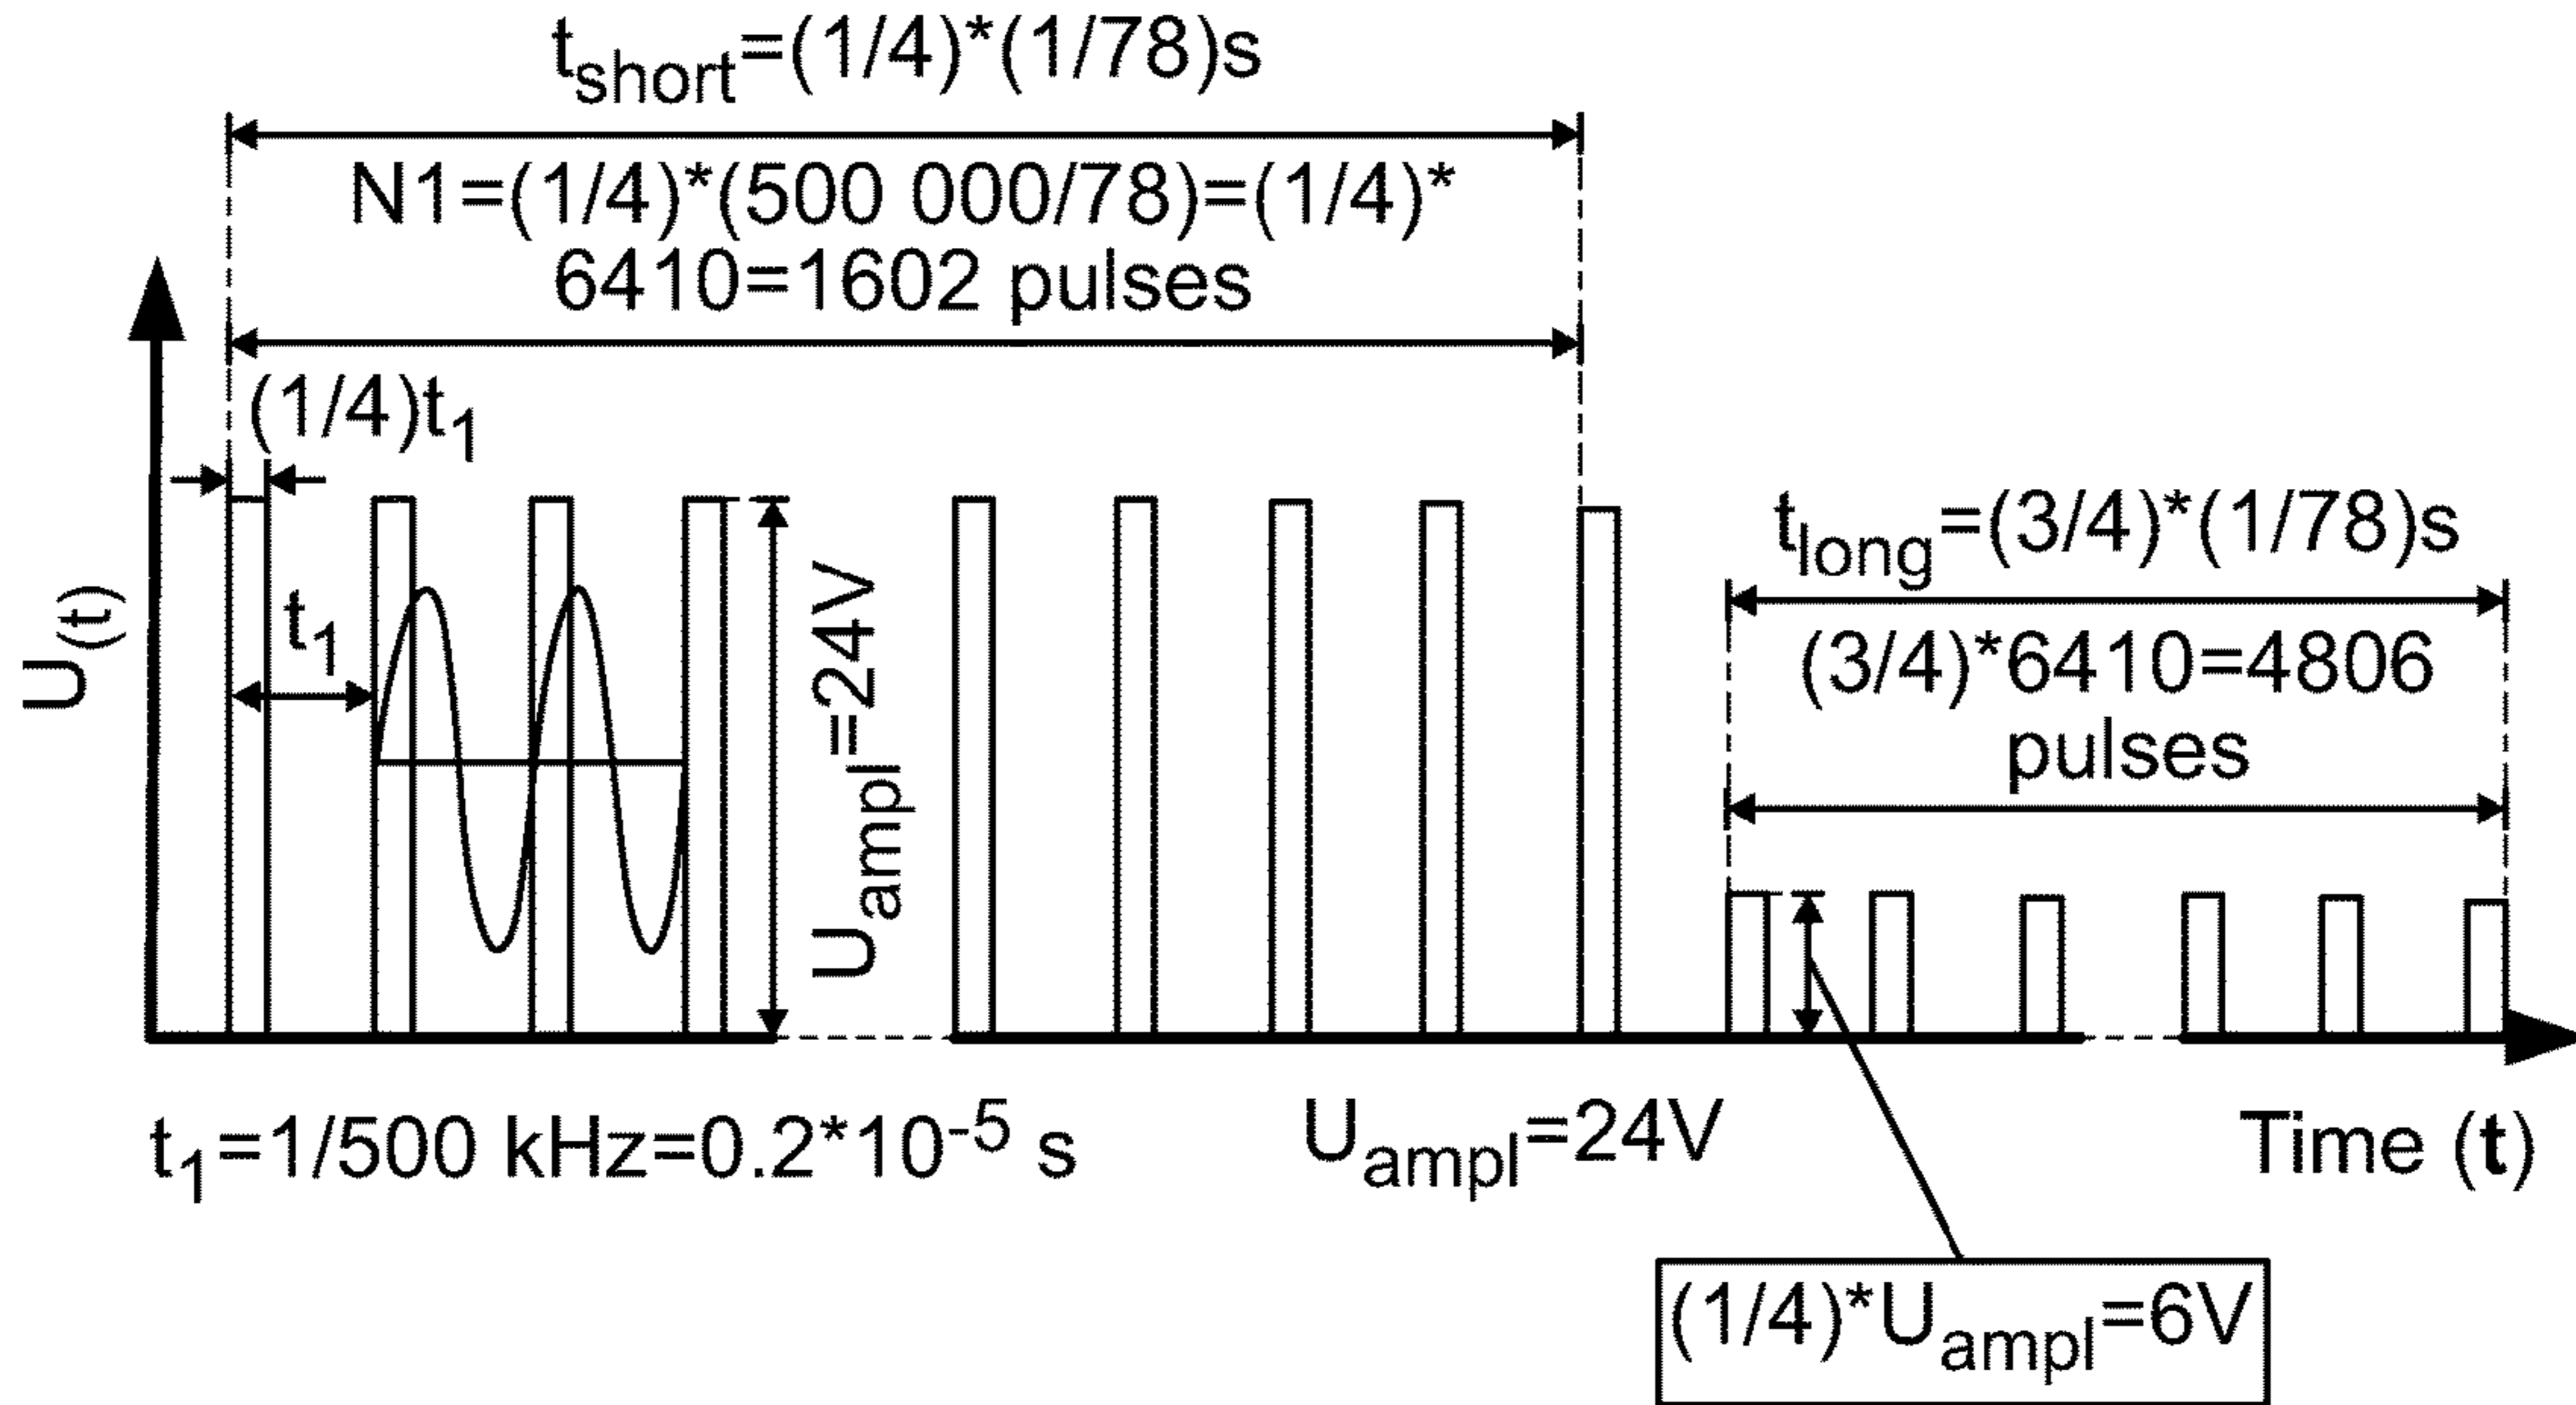 t_short=(1/4)*(1/78)s
N1=(1/4)*(500 000/78)=(1/4)*
6410=1602 pulses
(1/4)t_1
t_1
U_(t)
U_ampl=24V
t_long=(3/4)*(1/78)s
(3/4)*6410=4806
pulses
t_1=1/500 kHz=0.2*10^-5 s
U_ampl=24V
Time (t)
(1/4)*U_ampl=6V